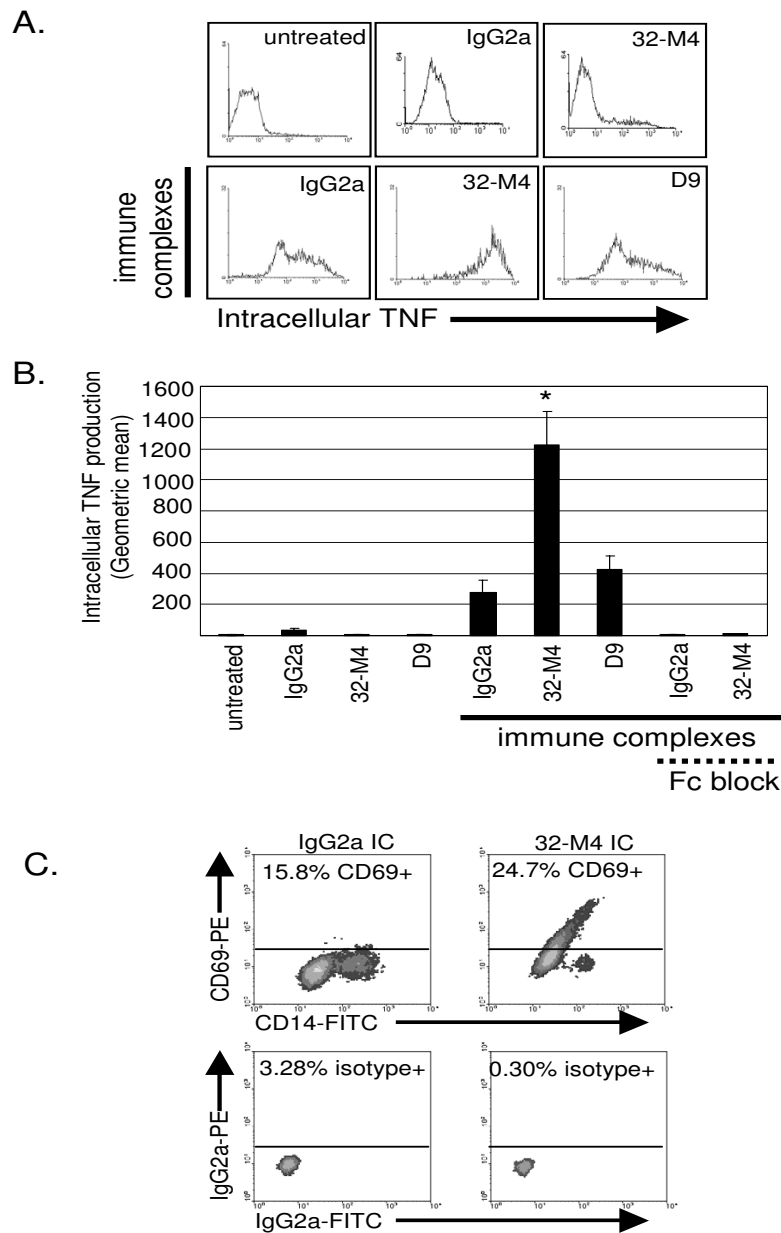 A.
untreated
IgG2a
32-M4
immune complexes
IgG2a
32-M4
D9
Intracellular TNF
B.
Intracellular TNF production
(Geometric mean)
1600
1400
1200
1000
800
600
400
200
*
untreated
IgG2a
32-M4
D9
IgG2a
32-M4
D9
IgG2a
32-M4
immune complexes
Fc block
C.
IgG2a IC
32-M4 IC
15.8% CD69+
24.7% CD69+
CD69-PE
CD14-FITC
3.28% isotype+
0.30% isotype+
IgG2a-PE
IgG2a-FITC